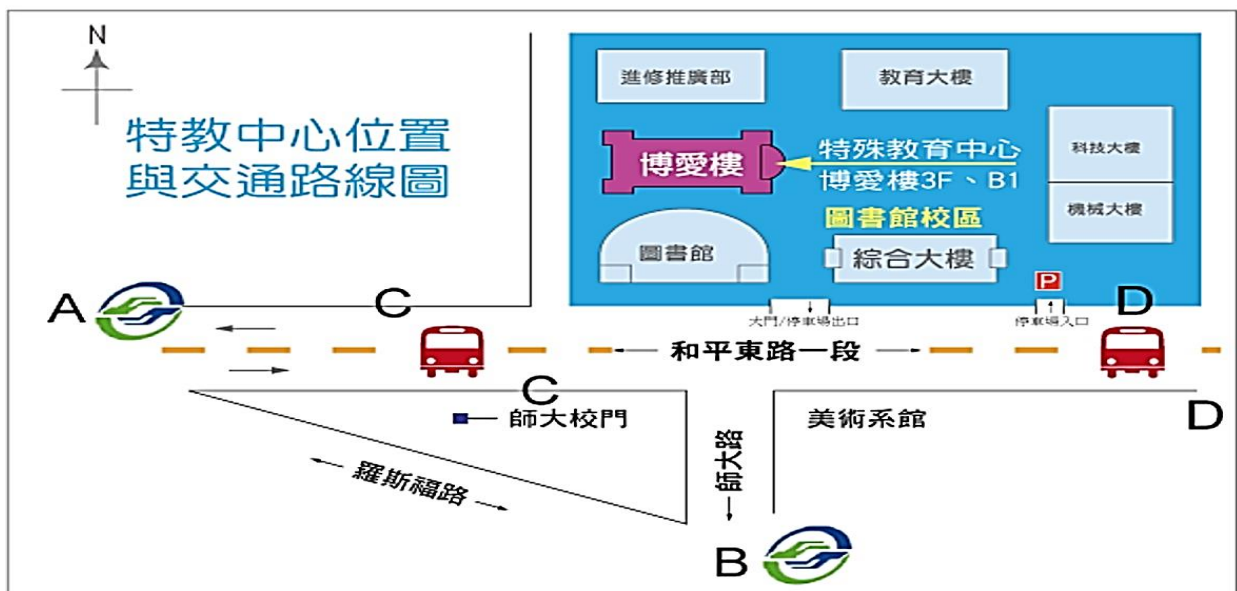 N
特教中心位置
與交通路線圖
進修推廣部
教育大樓
博愛樓
特殊教育中心
博愛樓3F、B1
科技大樓
機械大樓
圖書館校區
圖書館
綜合大樓
P
A
C
D
大門/停車場出口
停車場入口
和平東路一段
C
D
師大校門
美術系館
師大路
羅斯福路
B